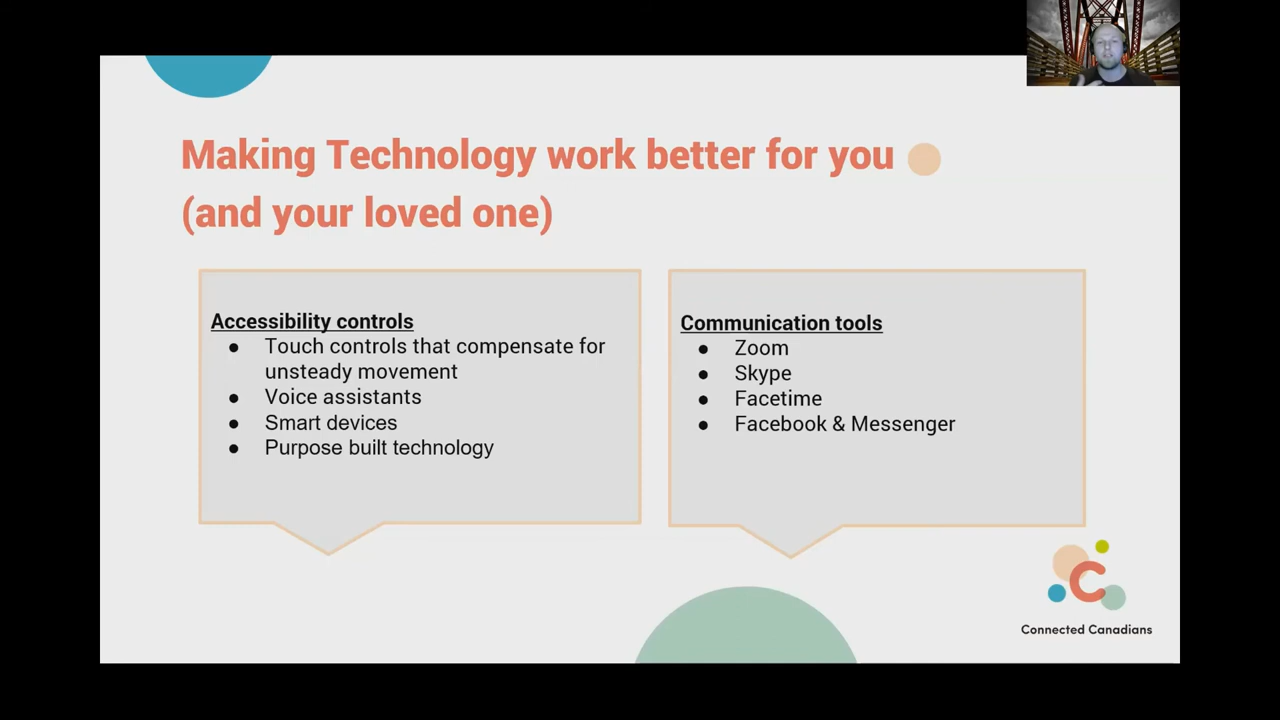 Making Technology work better for you
(and your loved one)
Accessibility controls
● Touch controls that compensate for
unsteady movement
● Voice assistants
● Smart devices
● Purpose built technology
Communication tools
● Zoom
● Skype
● Facetime
● Facebook & Messenger
C
Connected Canadians